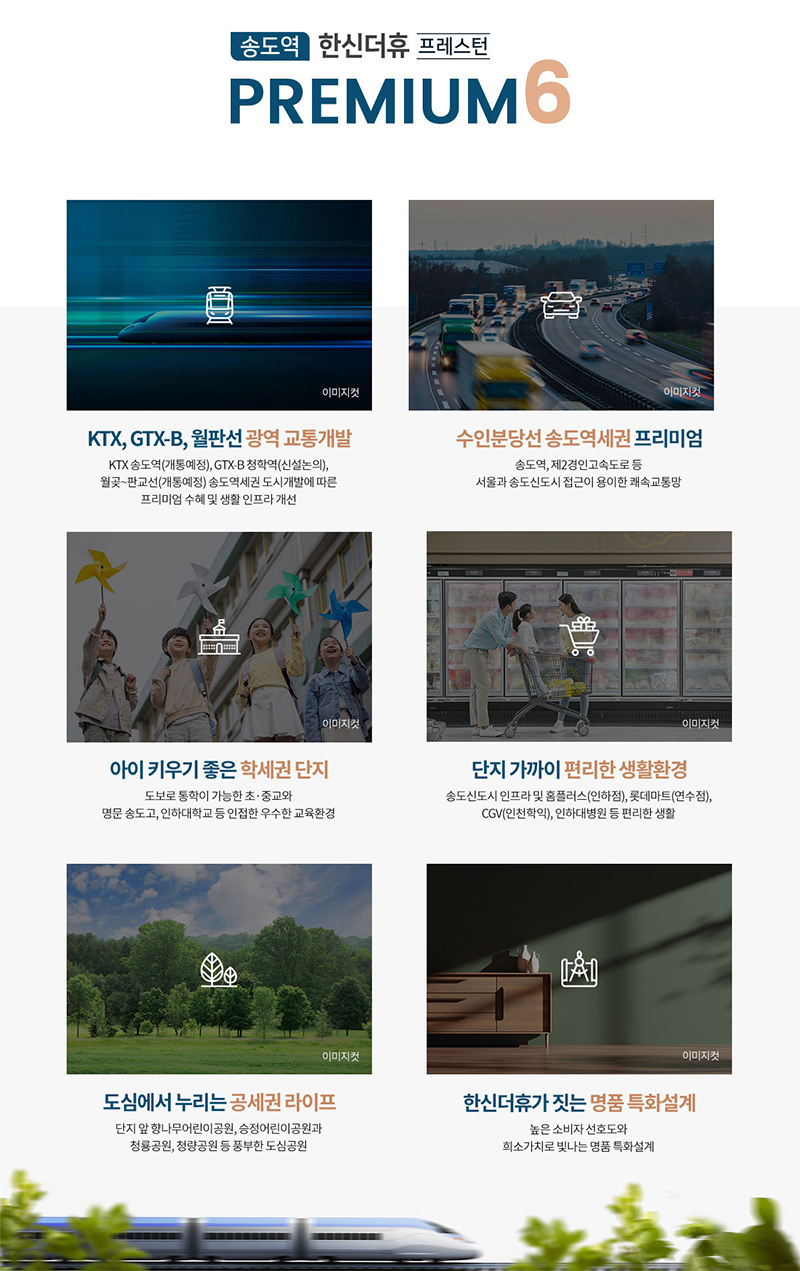 송도역 한신더휴 프레스턴
PREMIUM6
이미지컷
이미지컷
KTX, GTX-B, 월판선 광역 교통개발
KTX 송도역(개통예정), GTX-B 청학역(신설논의),
월곶~판교선(개통예정) 송도역세권 도시개발에 따른
프리미엄 수혜 및 생활 인프라 개선
수인분당선 송도역세권 프리미엄
송도역, 제2경인고속도로 등
서울과 송도신도시 접근이 용이한 쾌속교통망
이미지컷
이미지컷
아이 키우기 좋은 학세권 단지
도보로 통학이 가능한 초·중교와
명문 송도고, 인하대학교 등 인접한 우수한 교육환경
단지 가까이 편리한 생활환경
송도신도시 인프라 및 홈플러스(인하점), 롯데마트(연수점),
CGV(인천학익), 인하대병원 등 편리한 생활
이미지컷
이미지컷
도심에서 누리는 공세권 라이프
단지 앞 향나무어린이공원, 승정어린이공원과
청룡공원, 청량공원 등 풍부한 도심공원
한신더휴가 짓는 명품 특화설계
높은 소비자 선호도와
희소가치로 빛나는 명품 특화설계